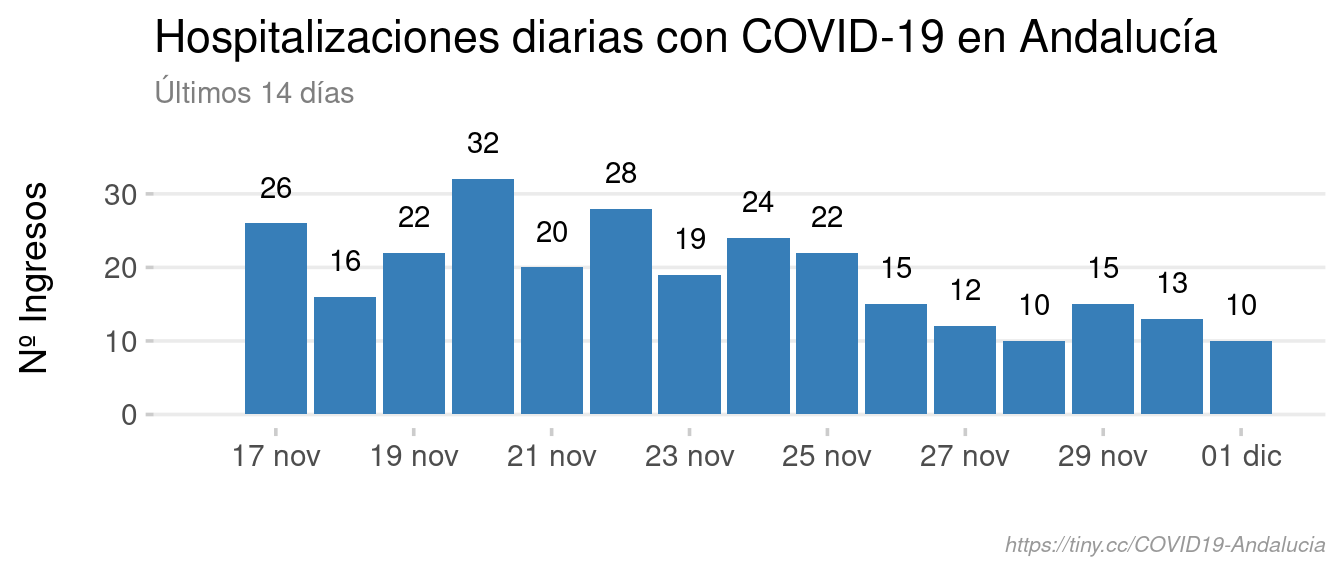 Hospitalizaciones diarias con COVID-19 en Andalucía
Últimos 14 días
Nº Ingresos
30
20
10
0
26
16
22
32
20
28
19
24
22
15
12
10
15
13
10
17 nov
19 nov
21 nov
23 nov
25 nov
27 nov
29 nov
01 dic
https://tiny.cc/COVID19-Andalucia